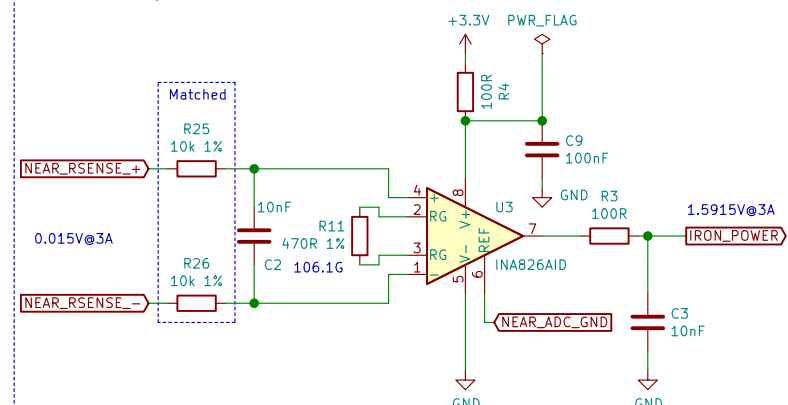 +3.3V
PWR_FLAG
100R
R4
Matched
R25
10k 1%
C9
100nF
NEAR_RSENSE_+
GND
R3
100R
10nF
4
+
2
RG
8
V+
U3
1.5915V@3A
R11
470R 1%
106.1G
7
IRON_POWER
0.015V@3A
REF
3
RG
V-
INA826AID
R26
10k 1%
C2
1
-
5
6
NEAR_RSENSE_-
NEAR_ADC_GND
C3
10nF
GND
GND